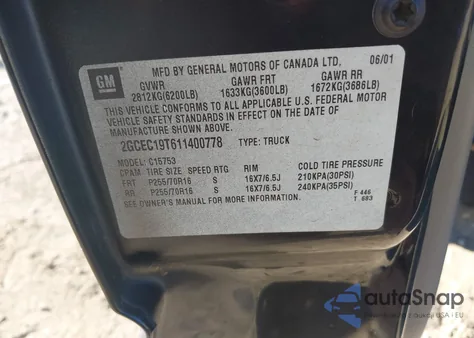 MFD BY GENERAL MOTORS OF CANADA LTD. 06/01
GM
GVWR GAWR FRT GAWR RR
2812KG(6200LB) 1633KG(3600LB) 1672KG(3686LB)
THIS VEHICLE CONFORMS TO ALL APPLICABLE U.S. FEDERAL MOTOR
VEHICLE SAFETY STANDARDS IN EFFECT ON THE DATE OF
MANUFACTURE SHOWN ABOVE.
2GCEC19T611400778 TYPE: TRUCK
MODEL: C15753
CPAM TIRE SIZE SPEED RTG RIM COLD TIRE PRESSURE
FRT P255/70R16 S 16X7/6.5J 210KPA(30PSI)
RR P255/70R16 S 16X7/6.5J 240KPA(35PSI)
SEE OWNER'S MANUAL FOR MORE INFORMATION.
F 446
T 683
autoSnap